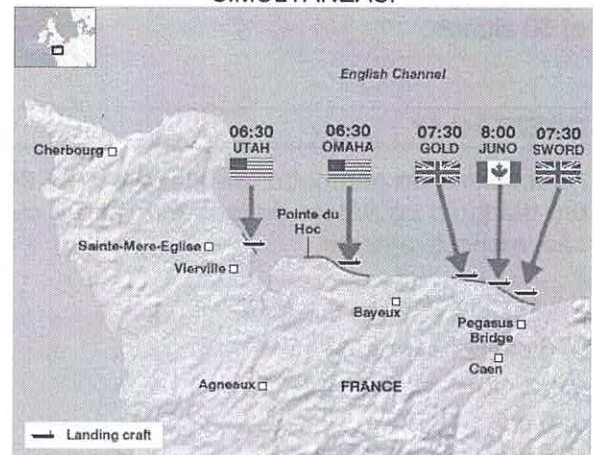 English Channel
06:30
UTAH
06:30
OMAHA
07:30
GOLD
8:00
JUNO
07:30
SWORD
Cherbourg
Pointe du
Hoc
Sainte-Mere-Eglise
Vierville
Bayeux
Pegasus
Bridge
Caen
Agneaux
FRANCE
Landing craft